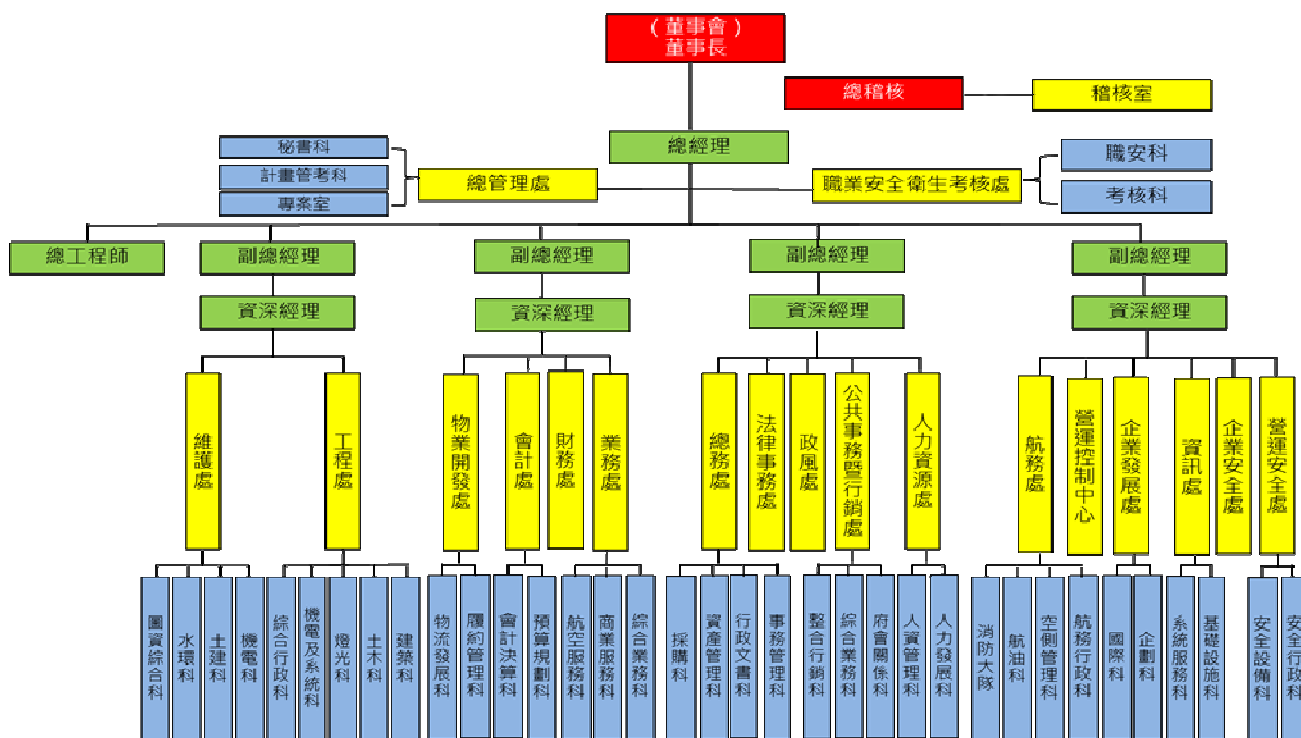 （董事會）
董事長
總稽核
稽核室
總經理
秘書科
計畫管考科
專案室
總管理處
職業安全衛生考核處
職安科
考核科
總工程師
副總經理
副總經理
副總經理
副總經理
資深經理
資深經理
資深經理
資深經理
維護處
工程處
物業開發處
會計處
財務處
業務處
總務處
法律事務處
政風處
公共事務暨行銷處
人力資源處
航務處
營運控制中心
企業發展處
資訊處
企業安全處
營運安全處
圖資綜合科
水環科
土建科
機電科
綜合行政科
機電及系統科
燈光科
土木科
建築科
物流發展科
履約管理科
會計決算科
預算規劃科
航空服務科
商業服務科
綜合業務科
採購科
資產管理科
行政文書科
事務管理科
整合行銷科
綜合業務科
府會關係科
人資管理科
人力發展科
消防大隊
航油科
空側管理科
航務行政科
國際科
企劃科
系統服務科
基礎設施科
安全設備科
安全行政科